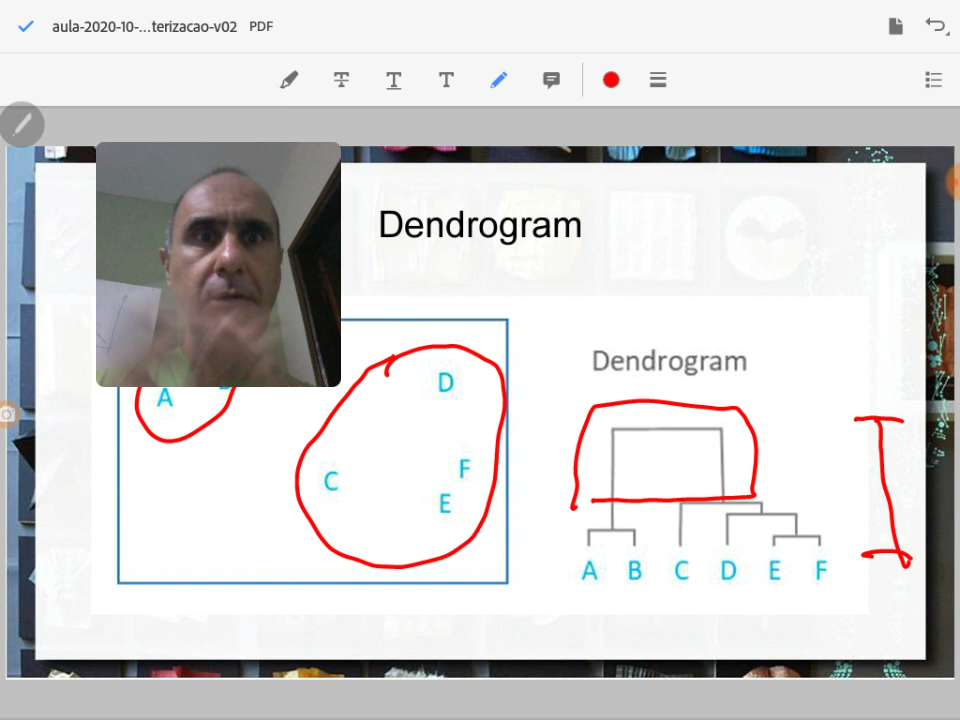 aula-2020-10-...terizacao-v02 PDF
T T T
Dendrogram
A
D
C
F
E
Dendrogram
A B C D E F